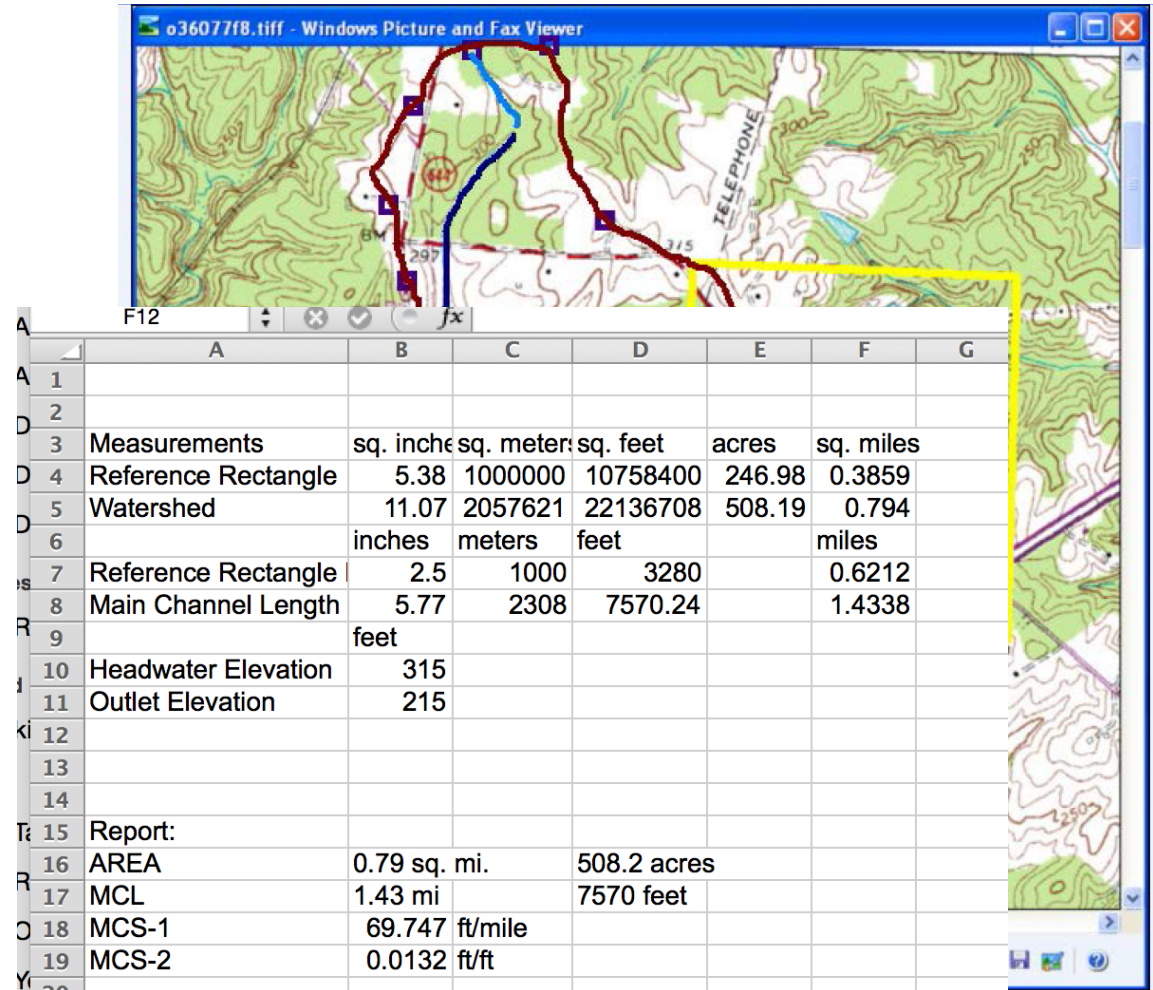 o36077f8.tiff - Windows Picture and Fax Viewer
250
300
TELEPHONE
300
250
644
BM
297
315
F12
fx
A B C D E F G
1
2
3 Measurements sq. inche sq. meters sq. feet acres sq. miles
4 Reference Rectangle 5.38 1000000 10758400 246.98 0.3859
5 Watershed 11.07 2057621 22136708 508.19 0.794
6 inches meters feet miles
7 Reference Rectangle 2.5 1000 3280 0.6212
8 Main Channel Length 5.77 2308 7570.24 1.4338
9 feet
10 Headwater Elevation 315
11 Outlet Elevation 215
12
13
14
15 Report:
16 AREA 0.79 sq. mi. 508.2 acres
17 MCL 1.43 mi 7570 feet
18 MCS-1 69.747 ft/mile
19 MCS-2 0.0132 ft/ft
250